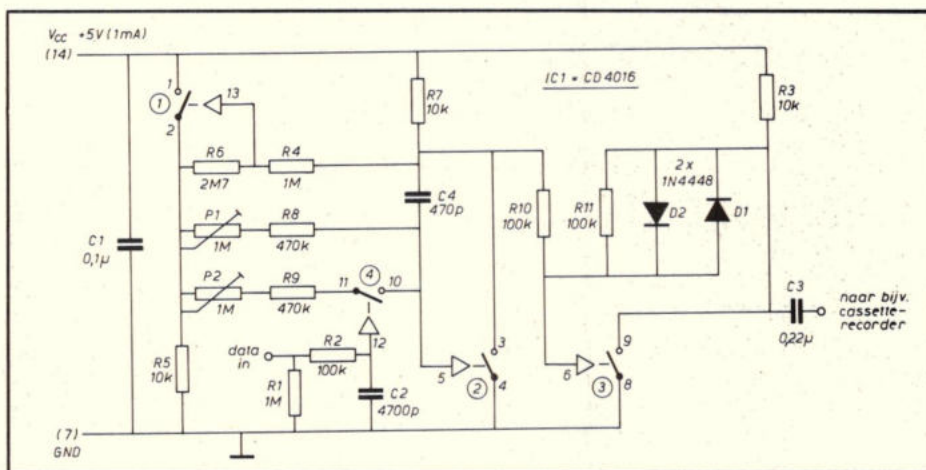 Vcc +5V (1mA)
(14)
IC1 = CD 4016
1
①
13
2
R7
10k
R3
10k
R6
2M7
R4
1M
2 x
1N4448
C4
470p
R10
100k
R11
100k
D2
D1
P1
1M
R8
470k
C1
0,1µ
P2
1M
R9
470k
11
④
10
12
C3
0,22µ
naar bijv.
cassette-
recorder
data
in
R2
100k
R5
10k
R1
1M
C2
4700p
5
②
3
4
6
③
9
8
(7)
GND